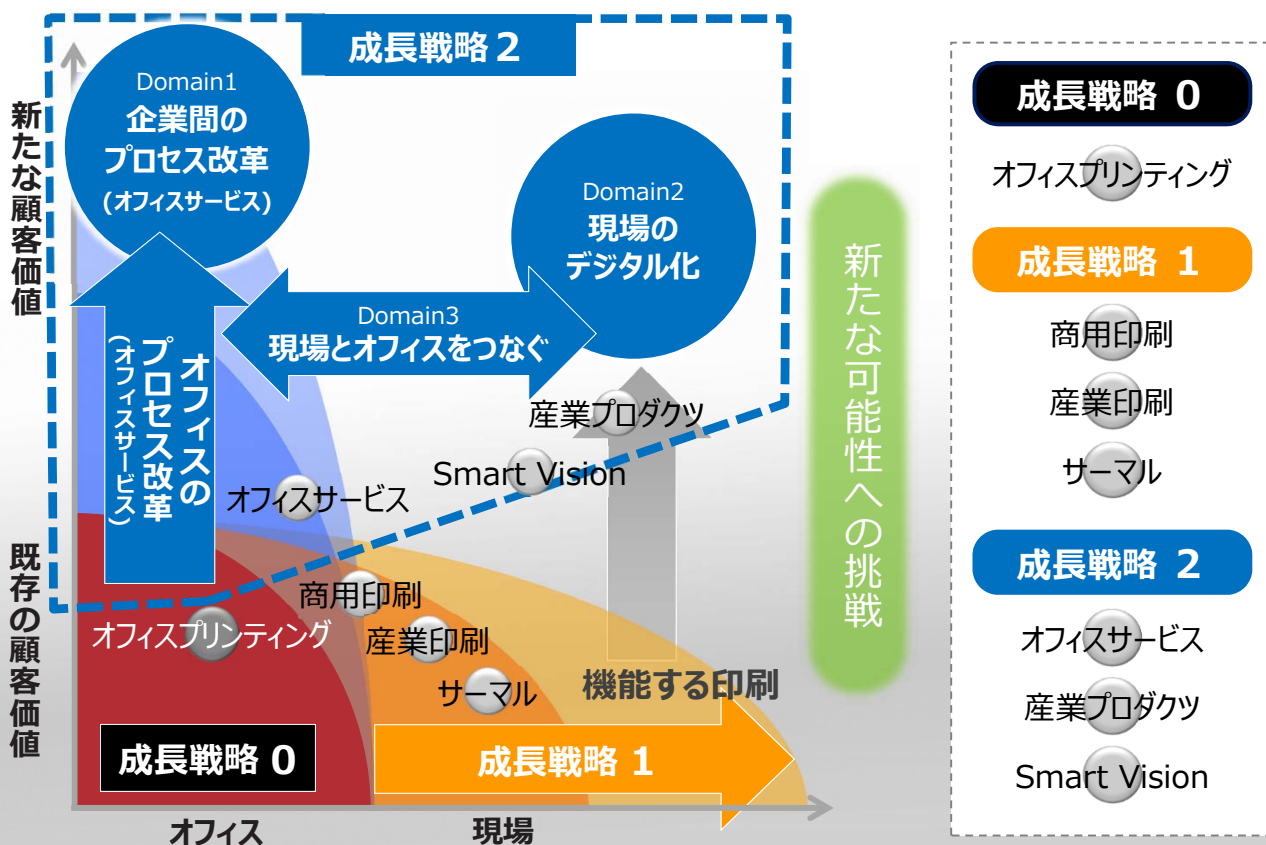 成長戦略 2
Domain1
企業間の
プロセス改革
(オフィスサービス)
Domain2
現場の
デジタル化
Domain3
現場とオフィスをつなぐ
オフィスの
プロセス改革
(オフィスサービス)
新たな顧客価値
既存の顧客価値
産業プロダクツ
Smart Vision
オフィスサービス
商用印刷
オフィスプリンティング
産業印刷
サーマル
機能する印刷
成長戦略 0
成長戦略 1
オフィス
現場
新たな可能性への挑戦
成長戦略 0
オフィスプリンティング
成長戦略 1
商用印刷
産業印刷
サーマル
成長戦略 2
オフィスサービス
産業プロダクツ
Smart Vision